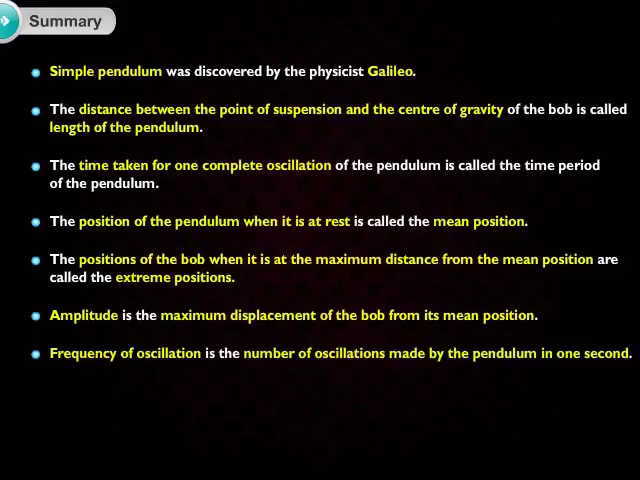 Summary
Simple pendulum was discovered by the physicist Galileo.
The distance between the point of suspension and the centre of gravity of the bob is called
length of the pendulum.
The time taken for one complete oscillation of the pendulum is called the time period
of the pendulum.
The position of the pendulum when it is at rest is called the mean position.
The positions of the bob when it is at the maximum distance from the mean position are
called the extreme positions.
Amplitude is the maximum displacement of the bob from its mean position.
Frequency of oscillation is the number of oscillations made by the pendulum in one second.